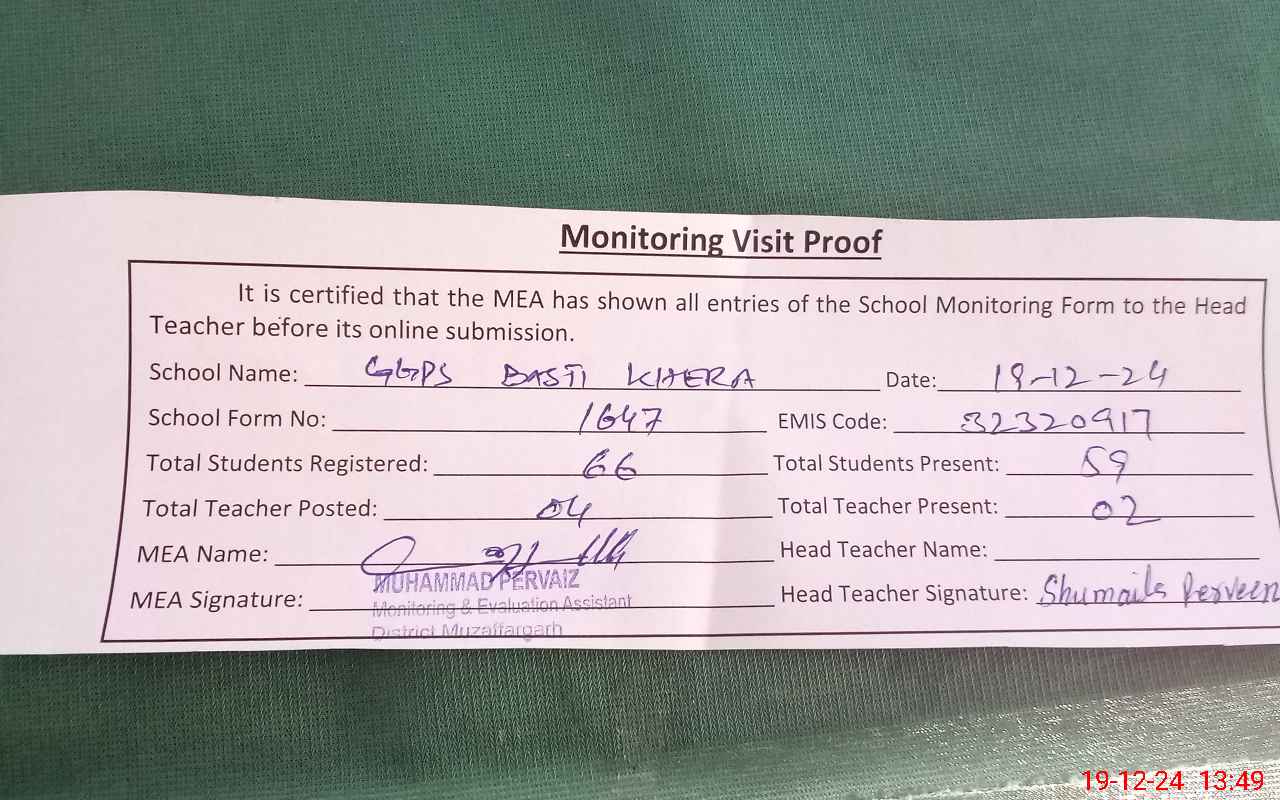 Monitoring Visit Proof
It is certified that the MEA has shown all entries of the School Monitoring Form to the Head
Teacher before its online submission.
School Name: GGPS BASTI KHERA Date: 19-12-24
School Form No: 1647 EMIS Code: 32320917
Total Students Registered: 66 Total Students Present: 59
Total Teacher Posted: 04 Total Teacher Present: 02
MEA Name: Head Teacher Name:
MUHAMMAD PERVAIZ
MEA Signature: Monitoring & Evaluation Assistant Head Teacher Signature: Shumaila Perveen
District Muzaffargarh
19-12-24 13:49